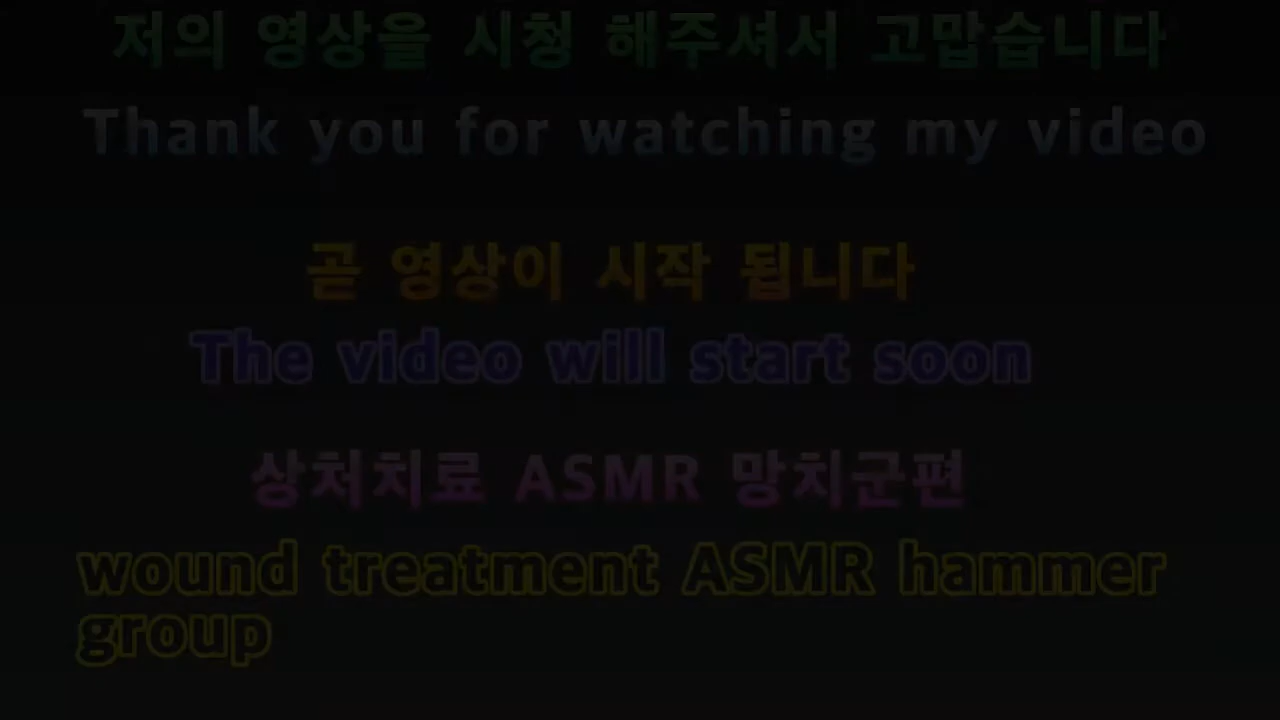 저의 영상을 시청 해주셔서 고맙습니다
Thank you for watching my video
곧 영상이 시작 됩니다
The video will start soon
상처치료 ASMR 망치군편
wound treatment ASMR hammer
group